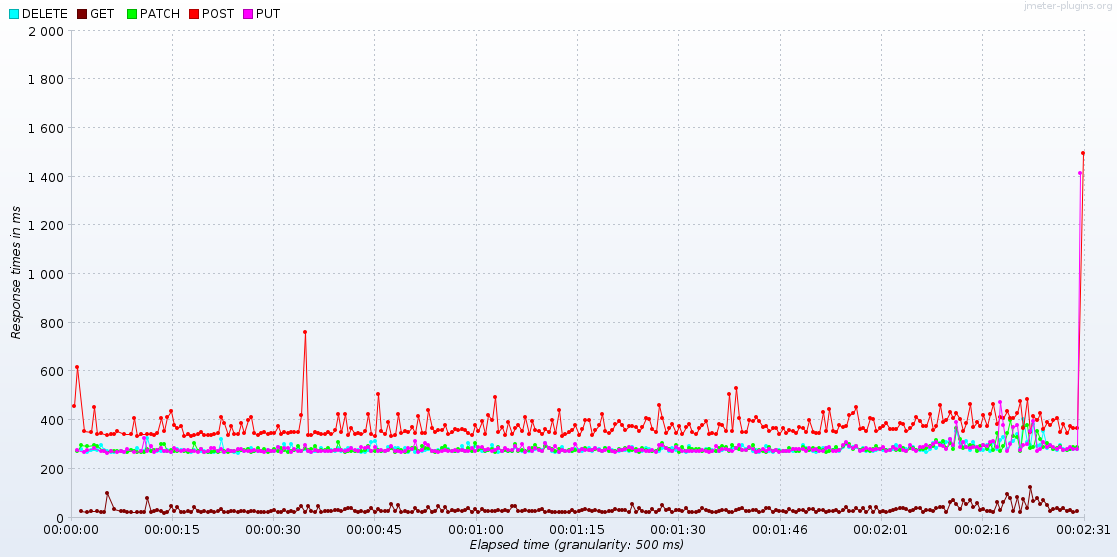 DELETE GET PATCH POST PUT
jmeter-plugins.org
2 000
1 800
1 600
1 400
1 200
1 000
800
600
400
200
0
Response times in ms
00:00:00 00:00:15 00:00:30 00:00:45 00:01:00 00:01:15 00:01:30 00:01:46 00:02:01 00:02:16 00:02:31
Elapsed time (granularity: 500 ms)